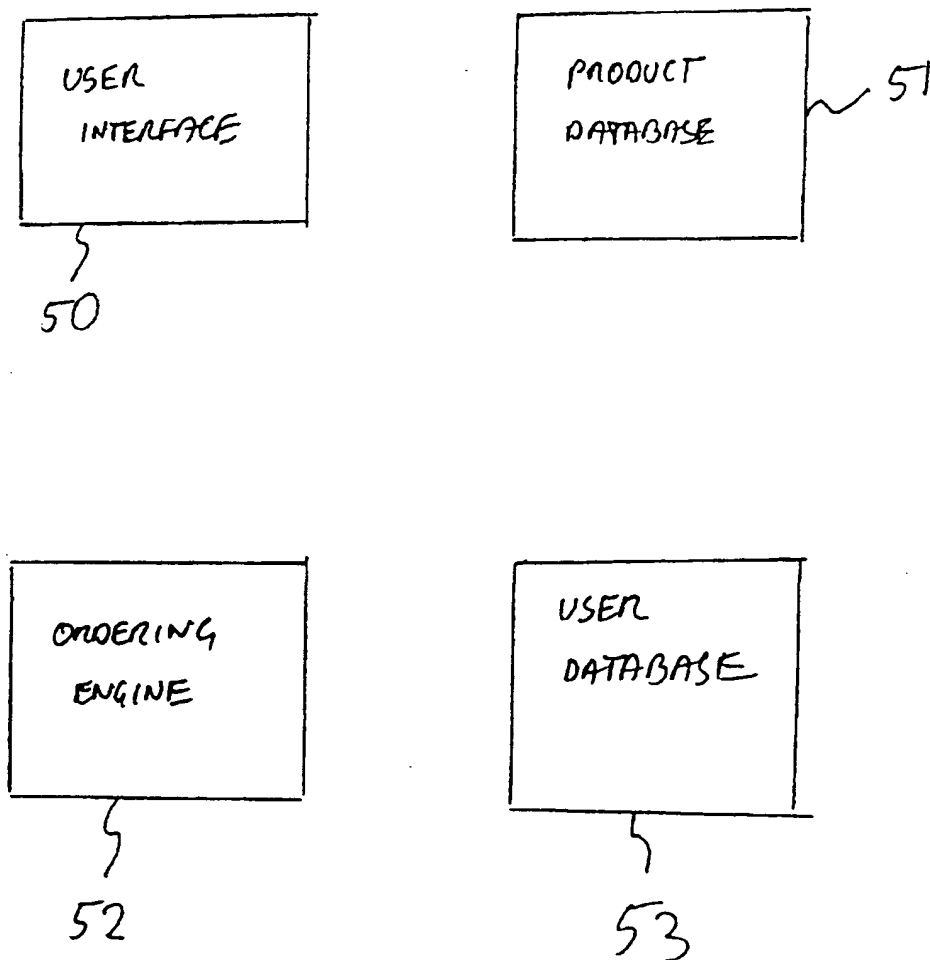 USER
INTERFACE
50
PRODUCT
DATABASE
51
ORDERING
ENGINE
52
USER
DATABASE
53